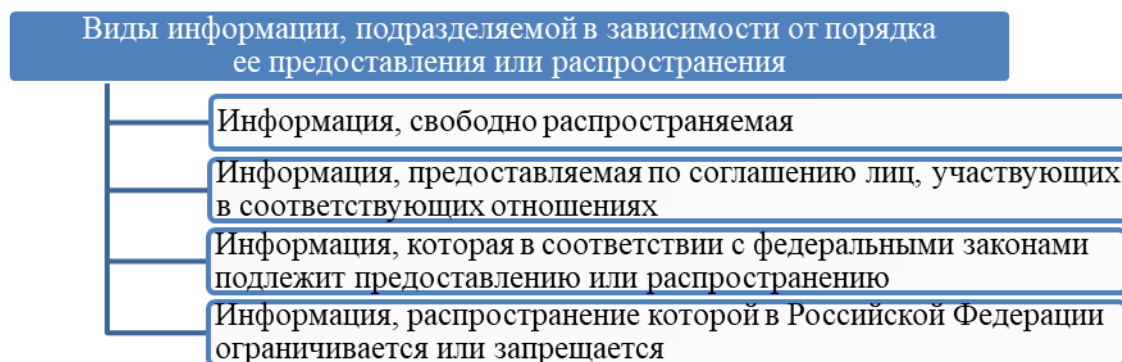 Виды информации, подразделяемой в зависимости от порядка
ее предоставления или распространения
Информация, свободно распространяемая
Информация, предоставляемая по соглашению лиц, участвующих
в соответствующих отношениях
Информация, которая в соответствии с федеральными законами
подлежит предоставлению или распространению
Информация, распространение которой в Российской Федерации
ограничивается или запрещается